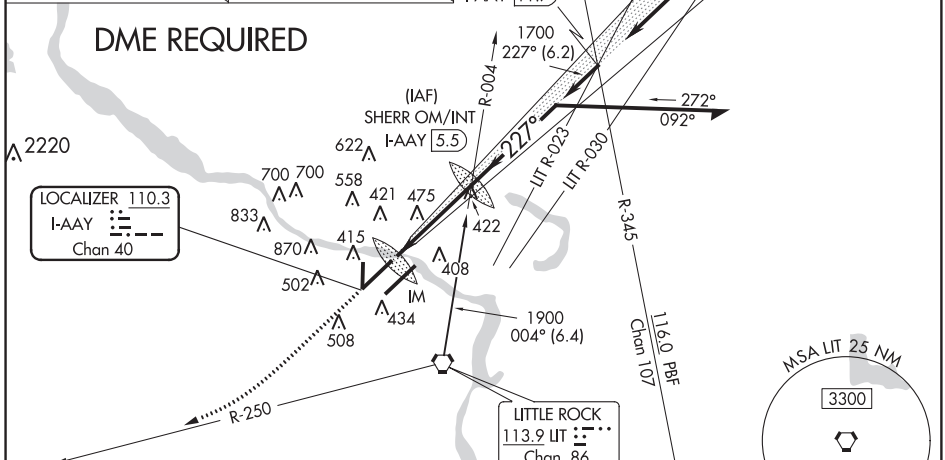 DME REQUIRED
1700
227° (6.2)
R-004
(IAF)
SHERR OM/INT
I-AAY 5.5
272°
092°
227°
LIT R-023
LIT R-030
2220
622
700 700
558
421
475
833
422
LOCALIZER 110.3
I-AAY
Chan 40
870
415
408
502
IM
434
508
R-345
1900
004° (6.4)
116.0 PBF
Chan 107
R-250
LITTLE ROCK
113.9 LIT
Chan 86
MSA LIT 25 NM
3300